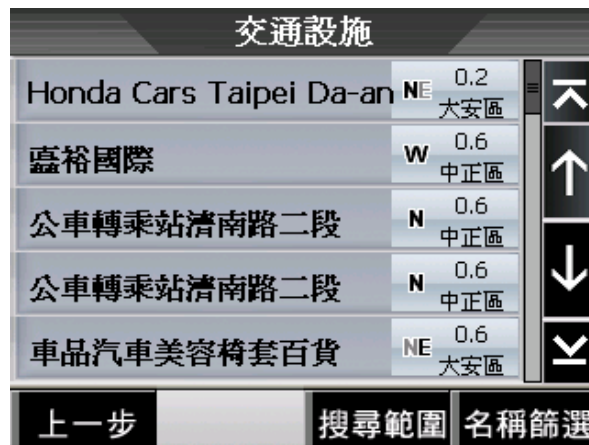 交通設施
Honda Cars Taipei Da-an NE 0.2
大安區
嘉裕國際 W 0.6
中正區
公車轉乘站濟南路二段 N 0.6
中正區
公車轉乘站濟南路二段 N 0.6
中正區
車品汽車美容椅套百貨 NE 0.6
大安區
上一步 搜尋範圍 名稱篩選